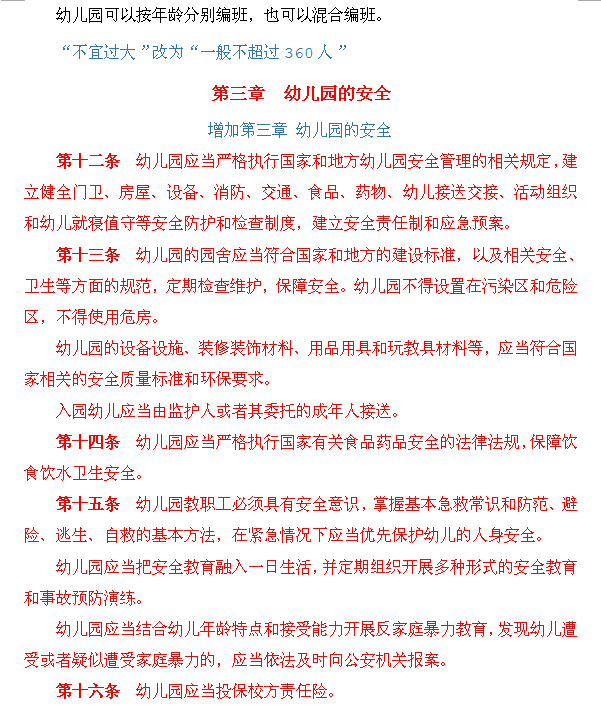 幼儿园可以按年龄分别编班，也可以混合编班。
“不宜过大”改为“一般不超过 360 人 ”
第三章 幼儿园的安全
增加第三章 幼儿园的安全
第十二条 幼儿园应当严格执行国家和地方幼儿园安全管理的相关规定，建
立健全门卫、房屋、设备、消防、交通、食品、药物、幼儿接送交接、活动组织
和幼儿就寝值守等安全防护和检查制度，建立安全责任制和应急预案。
第十三条 幼儿园的园舍应当符合国家和地方的建设标准，以及相关安全、
卫生等方面的规范，定期检查维护，保障安全。幼儿园不得设置在污染区和危险
区，不得使用危房。
幼儿园的设备设施、装修装饰材料、用品用具和玩教具材料等，应当符合国
家相关的安全质量标准和环保要求。
入园幼儿应当由监护人或者其委托的成年人接送。
第十四条 幼儿园应当严格执行国家有关食品药品安全的法律法规，保障饮
食饮水卫生安全。
第十五条 幼儿园教职工必须具有安全意识，掌握基本急救常识和防范、避
险、逃生、自救的基本方法，在紧急情况下应当优先保护幼儿的人身安全。
幼儿园应当把安全教育融入一日生活，并定期组织开展多种形式的安全教育
和事故预防演练。
幼儿园应当结合幼儿年龄特点和接受能力开展反家庭暴力教育，发现幼儿遭
受或者疑似遭受家庭暴力的，应当依法及时向公安机关报案。
第十六条 幼儿园应当投保校方责任险。